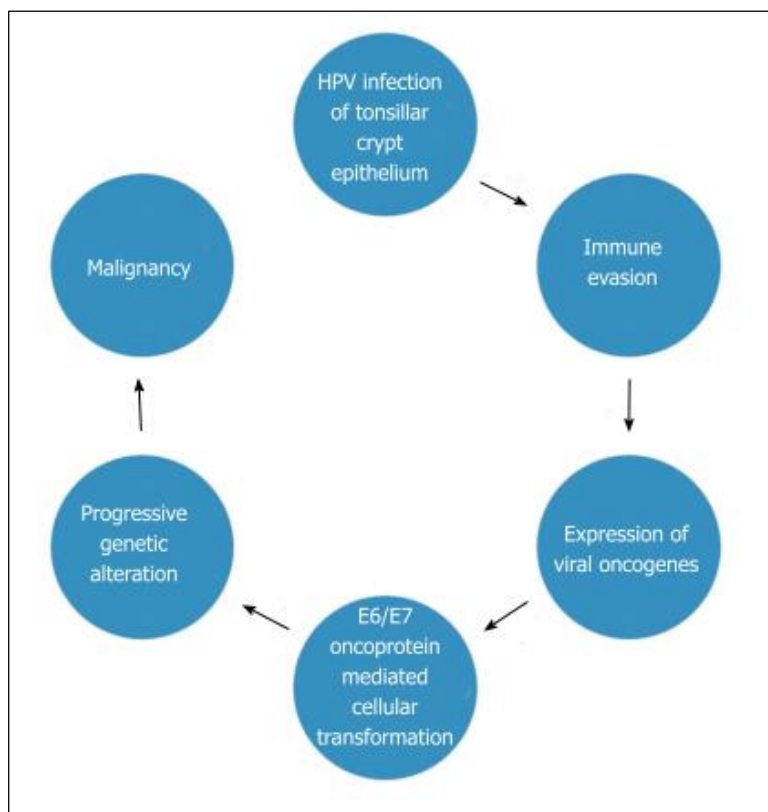 HPV infection
of tonsillar
crypt
epithelium
Immune
evasion
Expression of
viral oncogenes
E6/E7
oncoprotein
mediated
cellular
transformation
Progressive
genetic
alteration
Malignancy